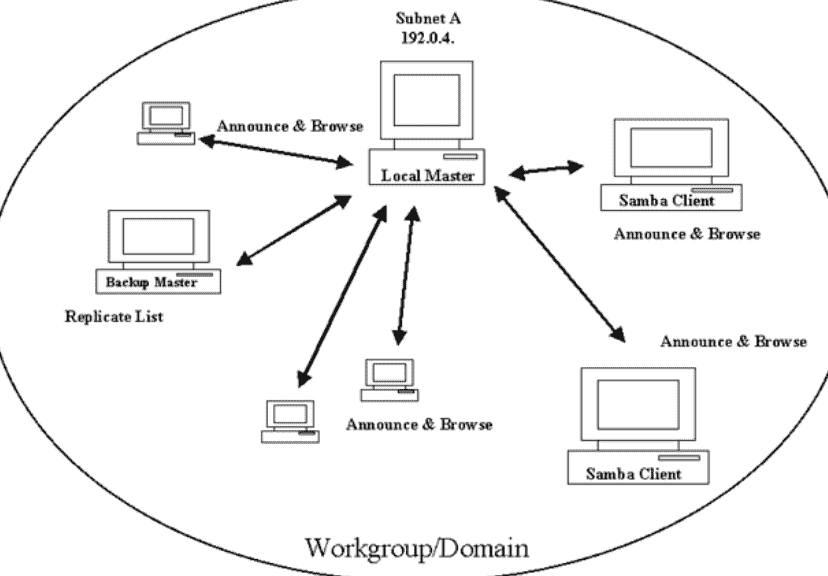 Subnet A
192.0.4.
Announce & Browse
Local Master
Samba Client
Announce & Browse
Backup Master
Replicate List
Announce & Browse
Announce & Browse
Samba Client
Workgroup/Domain